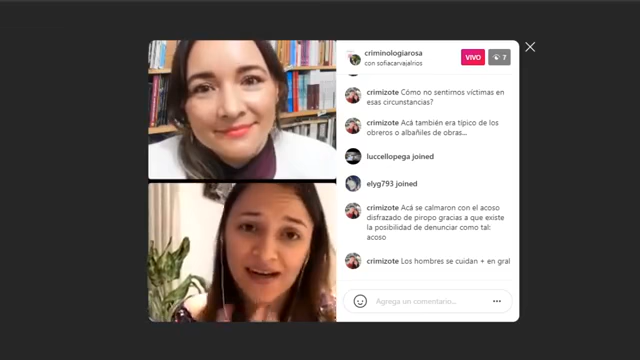 criminologiarosa
con sofiacarvajalrios
VIVO
7
crimizote Cómo no sentirnos víctimas en
esas circunstancias?
crimizote Acá también era típico de los
obreros o albañiles de obras...
luccellopega joined
elyg793 joined
crimizote Acá se calmaron con el acoso
disfrazado de piropo gracias a que existe
la posibilidad de denunciar como tal:
acoso
crimizote Los hombres se cuidan + en gral
Agrega un comentario...